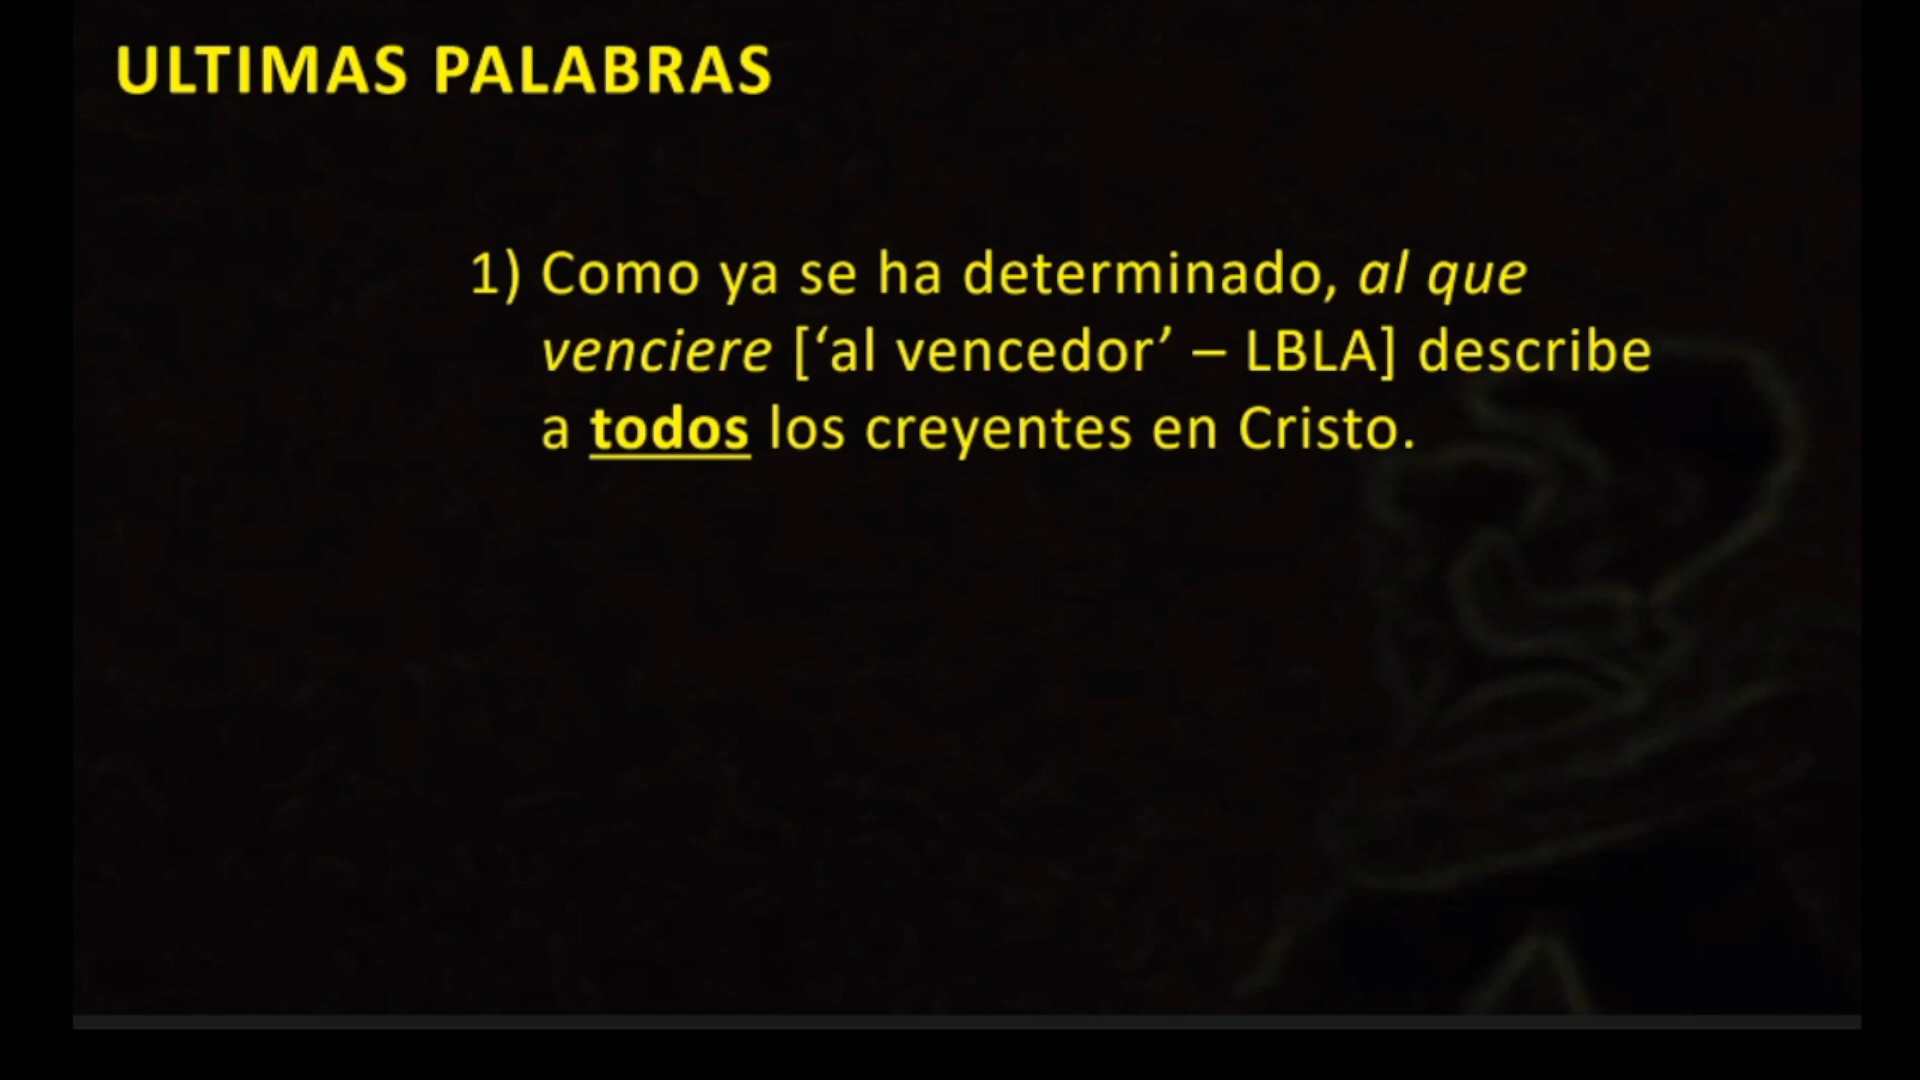 ULTIMAS PALABRAS
1) Como ya se ha determinado, al que
venciere [‘al vencedor’ – LBLA] describe
a todos los creyentes en Cristo.